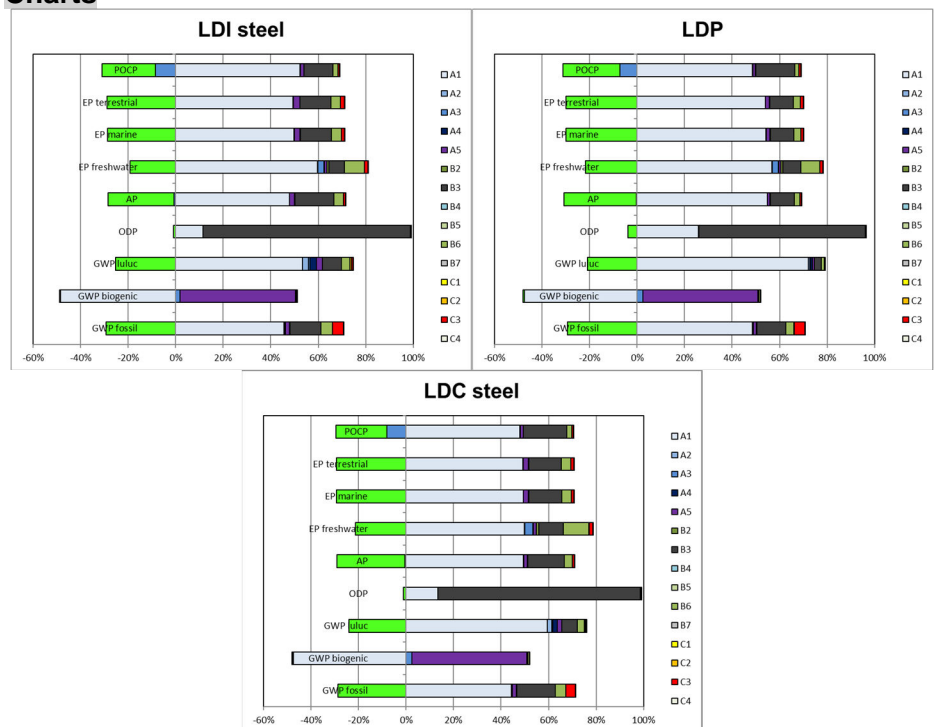 Charts
LDI steel
POCP
EP terrestrial
EP marine
EP freshwater
AP
ODP
GWP luluc
GWP biogenic
GWP fossil
-60% -40% -20% 0% 20% 40% 60% 80% 100%
A1
A2
A3
A4
A5
B2
B3
B4
B5
B6
B7
C1
C2
C3
C4
LDP
POCP
EP terrestrial
EP marine
EP freshwater
AP
ODP
GWP luluc
GWP biogenic
GWP fossil
-60% -40% -20% 0% 20% 40% 60% 80% 100%
A1
A2
A3
A4
A5
B2
B3
B4
B5
B6
B7
C1
C2
C3
C4
LDC steel
POCP
EP terrestrial
EP marine
EP freshwater
AP
ODP
GWP luluc
GWP biogenic
GWP fossil
-60% -40% -20% 0% 20% 40% 60% 80% 100%
A1
A2
A3
A4
A5
B2
B3
B4
B5
B6
B7
C1
C2
C3
C4